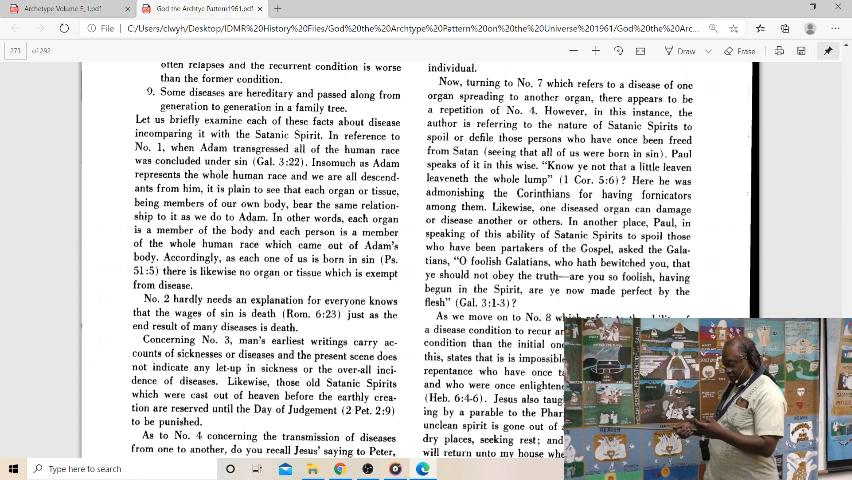 Archetype Volume 5_1.pdf
God the Archtype Pattern1961.pdf
File
C:/Users/clwyh/Desktop/IDMR%20History%20Files/God%20the%20Archtype%20Pattern%20on%20the%20Universe%201961/God%20the%20Arc...
273 of 292
Draw
Erase
often relapses and the recurrent condition is worse
than the former condition.
9. Some diseases are hereditary and passed along from
generation to generation in a family tree.
Let us briefly examine each of these facts about disease
incomparing it with the Satanic Spirit. In reference to
No. 1, when Adam transgressed all of the human race
was concluded under sin (Gal. 3:22). Insomuch as Adam
represents the whole human race and we are all descend-
ants from him, it is plain to see that each organ or tissue,
being members of our own body, bear the same relation-
ship to it as we do to Adam. In other words, each organ
is a member of the body and each person is a member
of the whole human race which came out of Adam's
body. Accordingly, as each one of us is born in sin (Ps.
51:5) there is likewise no organ or tissue which is exempt
from disease.
No. 2 hardly needs an explanation for everyone knows
that the wages of sin is death (Rom. 6:23) just as the
end result of many diseases is death.
Concerning No. 3, man's earliest writings carry ac-
counts of sicknesses or diseases and the present scene does
not indicate any let-up in sickness or the over-all inci-
dence of diseases. Likewise, those old Satanic Spirits
which were cast out of heaven before the earthly crea-
tion are reserved until the Day of Judgement (2 Pet. 2:9)
to be punished.
As to No. 4 concerning the transmission of diseases
from one to another, do you recall Jesus' saying to Peter,
individual.
Now, turning to No. 7 which refers to a disease of one
organ spreading to another organ, there appears to be
a repetition of No. 4. However, in this instance, the
author is referring to the nature of Satanic Spirits to
spoil or defile those persons who have once been freed
from Satan (seeing that all of us were born in sin). Paul
speaks of it in this wise. "Know ye not that a little leaven
leaveneth the whole lump" (1 Cor. 5:6)? Here he was
admonishing the Corinthians for having fornicators
among them. Likewise, one diseased organ can damage
or disease another or others. In another place, Paul, in
speaking of this ability of Satanic Spirits to spoil those
who have been partakers of the Gospel, asked the Gala-
tians, "O foolish Galatians, who hath bewitched you, that
ye should not obey the truth—are you so foolish, having
begun in the Spirit, are ye now made perfect by the
flesh" (Gal. 3:1-3)?
As we move on to No. 8 which refers to the
a disease condition to recur
condition than the initial one
this, states that is is impossible
repentance who have once
and who were once enlightene
(Heb. 6:4-6). Jesus also taug
ing by a parable to the Phar
unclean spirit is gone out of
dry places, seeking rest; and
will return unto my house
Type here to search